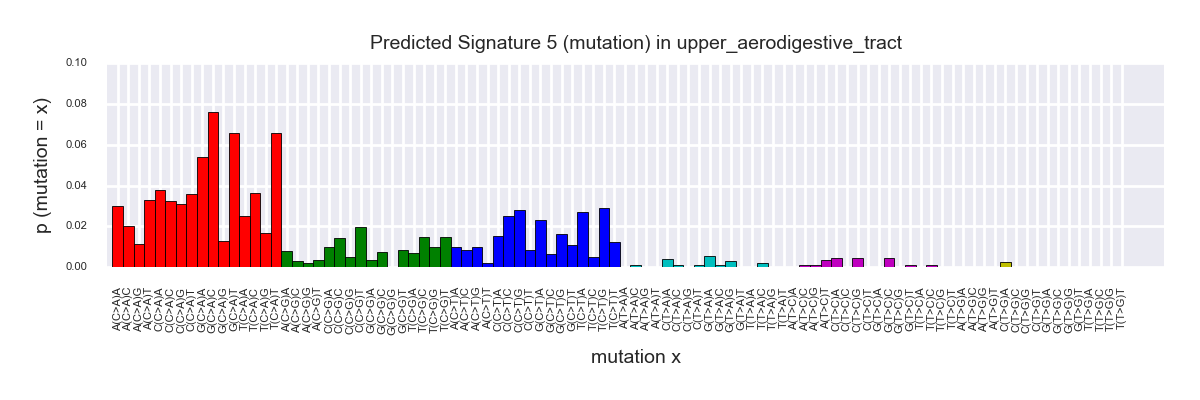 Predicted Signature 5 (mutation) in upper_aerodigestive_tract
p (mutation = x)
0.10
0.08
0.06
0.04
0.02
0.00
A(C>A)A
A(C>A)C
A(C>A)G
A(C>A)T
C(C>A)A
C(C>A)C
C(C>A)G
C(C>A)T
G(C>A)A
G(C>A)C
G(C>A)G
G(C>A)T
T(C>A)A
T(C>A)C
T(C>A)G
T(C>A)T
A(C>G)A
A(C>G)C
A(C>G)G
A(C>G)T
C(C>G)A
C(C>G)C
C(C>G)G
C(C>G)T
G(C>G)A
G(C>G)C
G(C>G)G
G(C>G)T
T(C>G)A
T(C>G)C
T(C>G)G
T(C>G)T
A(C>T)A
A(C>T)C
A(C>T)G
A(C>T)T
C(C>T)A
C(C>T)C
C(C>T)G
C(C>T)T
G(C>T)A
G(C>T)C
G(C>T)G
G(C>T)T
T(C>T)A
T(C>T)C
T(C>T)G
T(C>T)T
A(T>A)A
A(T>A)C
A(T>A)G
A(T>A)T
C(T>A)A
C(T>A)C
C(T>A)G
C(T>A)T
G(T>A)A
G(T>A)C
G(T>A)G
G(T>A)T
T(T>A)A
T(T>A)C
T(T>A)G
T(T>A)T
A(T>C)A
A(T>C)C
A(T>C)G
A(T>C)T
C(T>C)A
C(T>C)C
C(T>C)G
C(T>C)T
G(T>C)A
G(T>C)C
G(T>C)G
G(T>C)T
T(T>C)A
T(T>C)C
T(T>C)G
T(T>C)T
A(T>G)A
A(T>G)C
A(T>G)G
A(T>G)T
C(T>G)A
C(T>G)C
C(T>G)G
C(T>G)T
G(T>G)A
G(T>G)C
G(T>G)G
G(T>G)T
T(T>G)A
T(T>G)C
T(T>G)G
T(T>G)T
mutation x